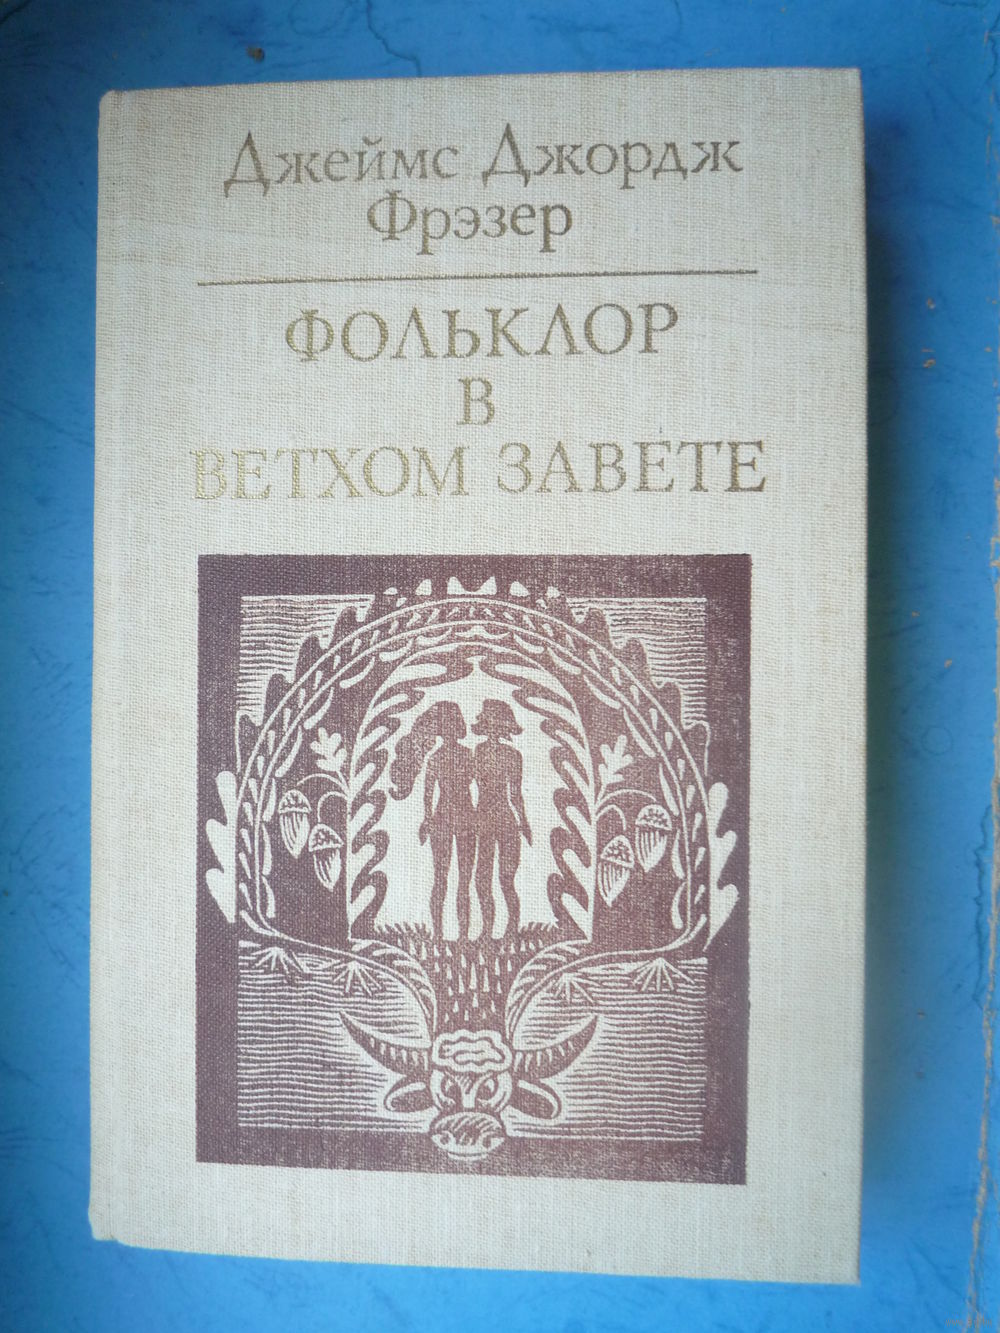 Джеймс Джордж
Фрэзер
ФОЛЬКЛОР
В
ВЕТХОМ ЗАВЕТЕ